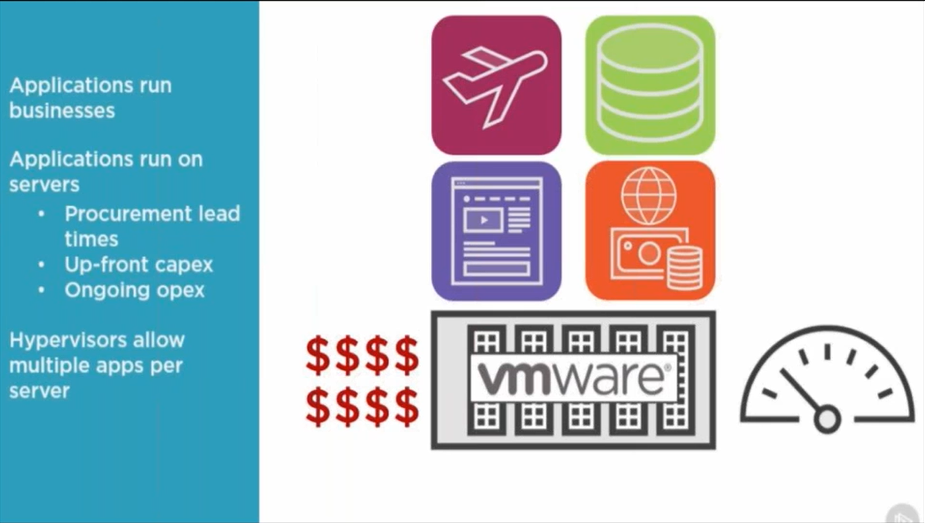 Applications run
businesses
Applications run on
servers
• Procurement lead
times
• Up-front capex
• Ongoing opex
Hypervisors allow
multiple apps per
server
$$$$
$$$$
vmware®